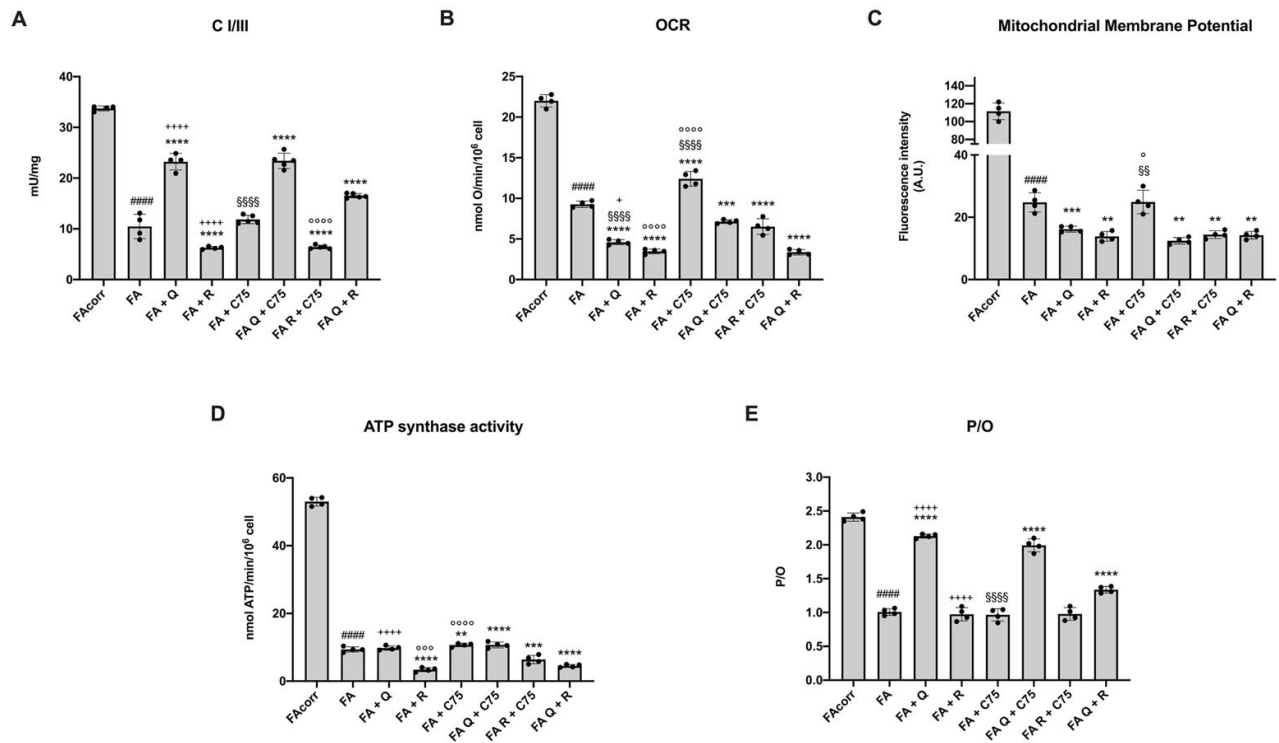 A
C I/III
mU/mg
40
30
20
10
0
####
++++
****
++++
****
§§§§
****
°°°°
****
****
FAcorr
FA
FA + Q
FA + R
FA + C75
FA Q + C75
FA R + C75
FA Q + R
B
OCR
nmol O/min/10⁶ cell
25
20
15
10
5
0
####
+
§§§§
****
°°°°
****
°°°°
§§§§
****
***
****
****
FAcorr
FA
FA + Q
FA + R
FA + C75
FA Q + C75
FA R + C75
FA Q + R
C
Mitochondrial Membrane Potential
Fluorescence intensity
(A.U.)
140
120
100
80
40
20
0
####
***
**
°
§§
**
**
**
FAcorr
FA
FA + Q
FA + R
FA + C75
FA Q + C75
FA R + C75
FA Q + R
D
ATP synthase activity
nmol ATP/min/10⁶ cell
60
40
20
0
####
++++
°°°
****
°°°°
**
****
***
****
FAcorr
FA
FA + Q
FA + R
FA + C75
FA Q + C75
FA R + C75
FA Q + R
E
P/O
P/O
3.0
2.5
2.0
1.5
1.0
0.5
0.0
####
++++
****
++++
§§§§
****
****
FAcorr
FA
FA + Q
FA + R
FA + C75
FA Q + C75
FA R + C75
FA Q + R